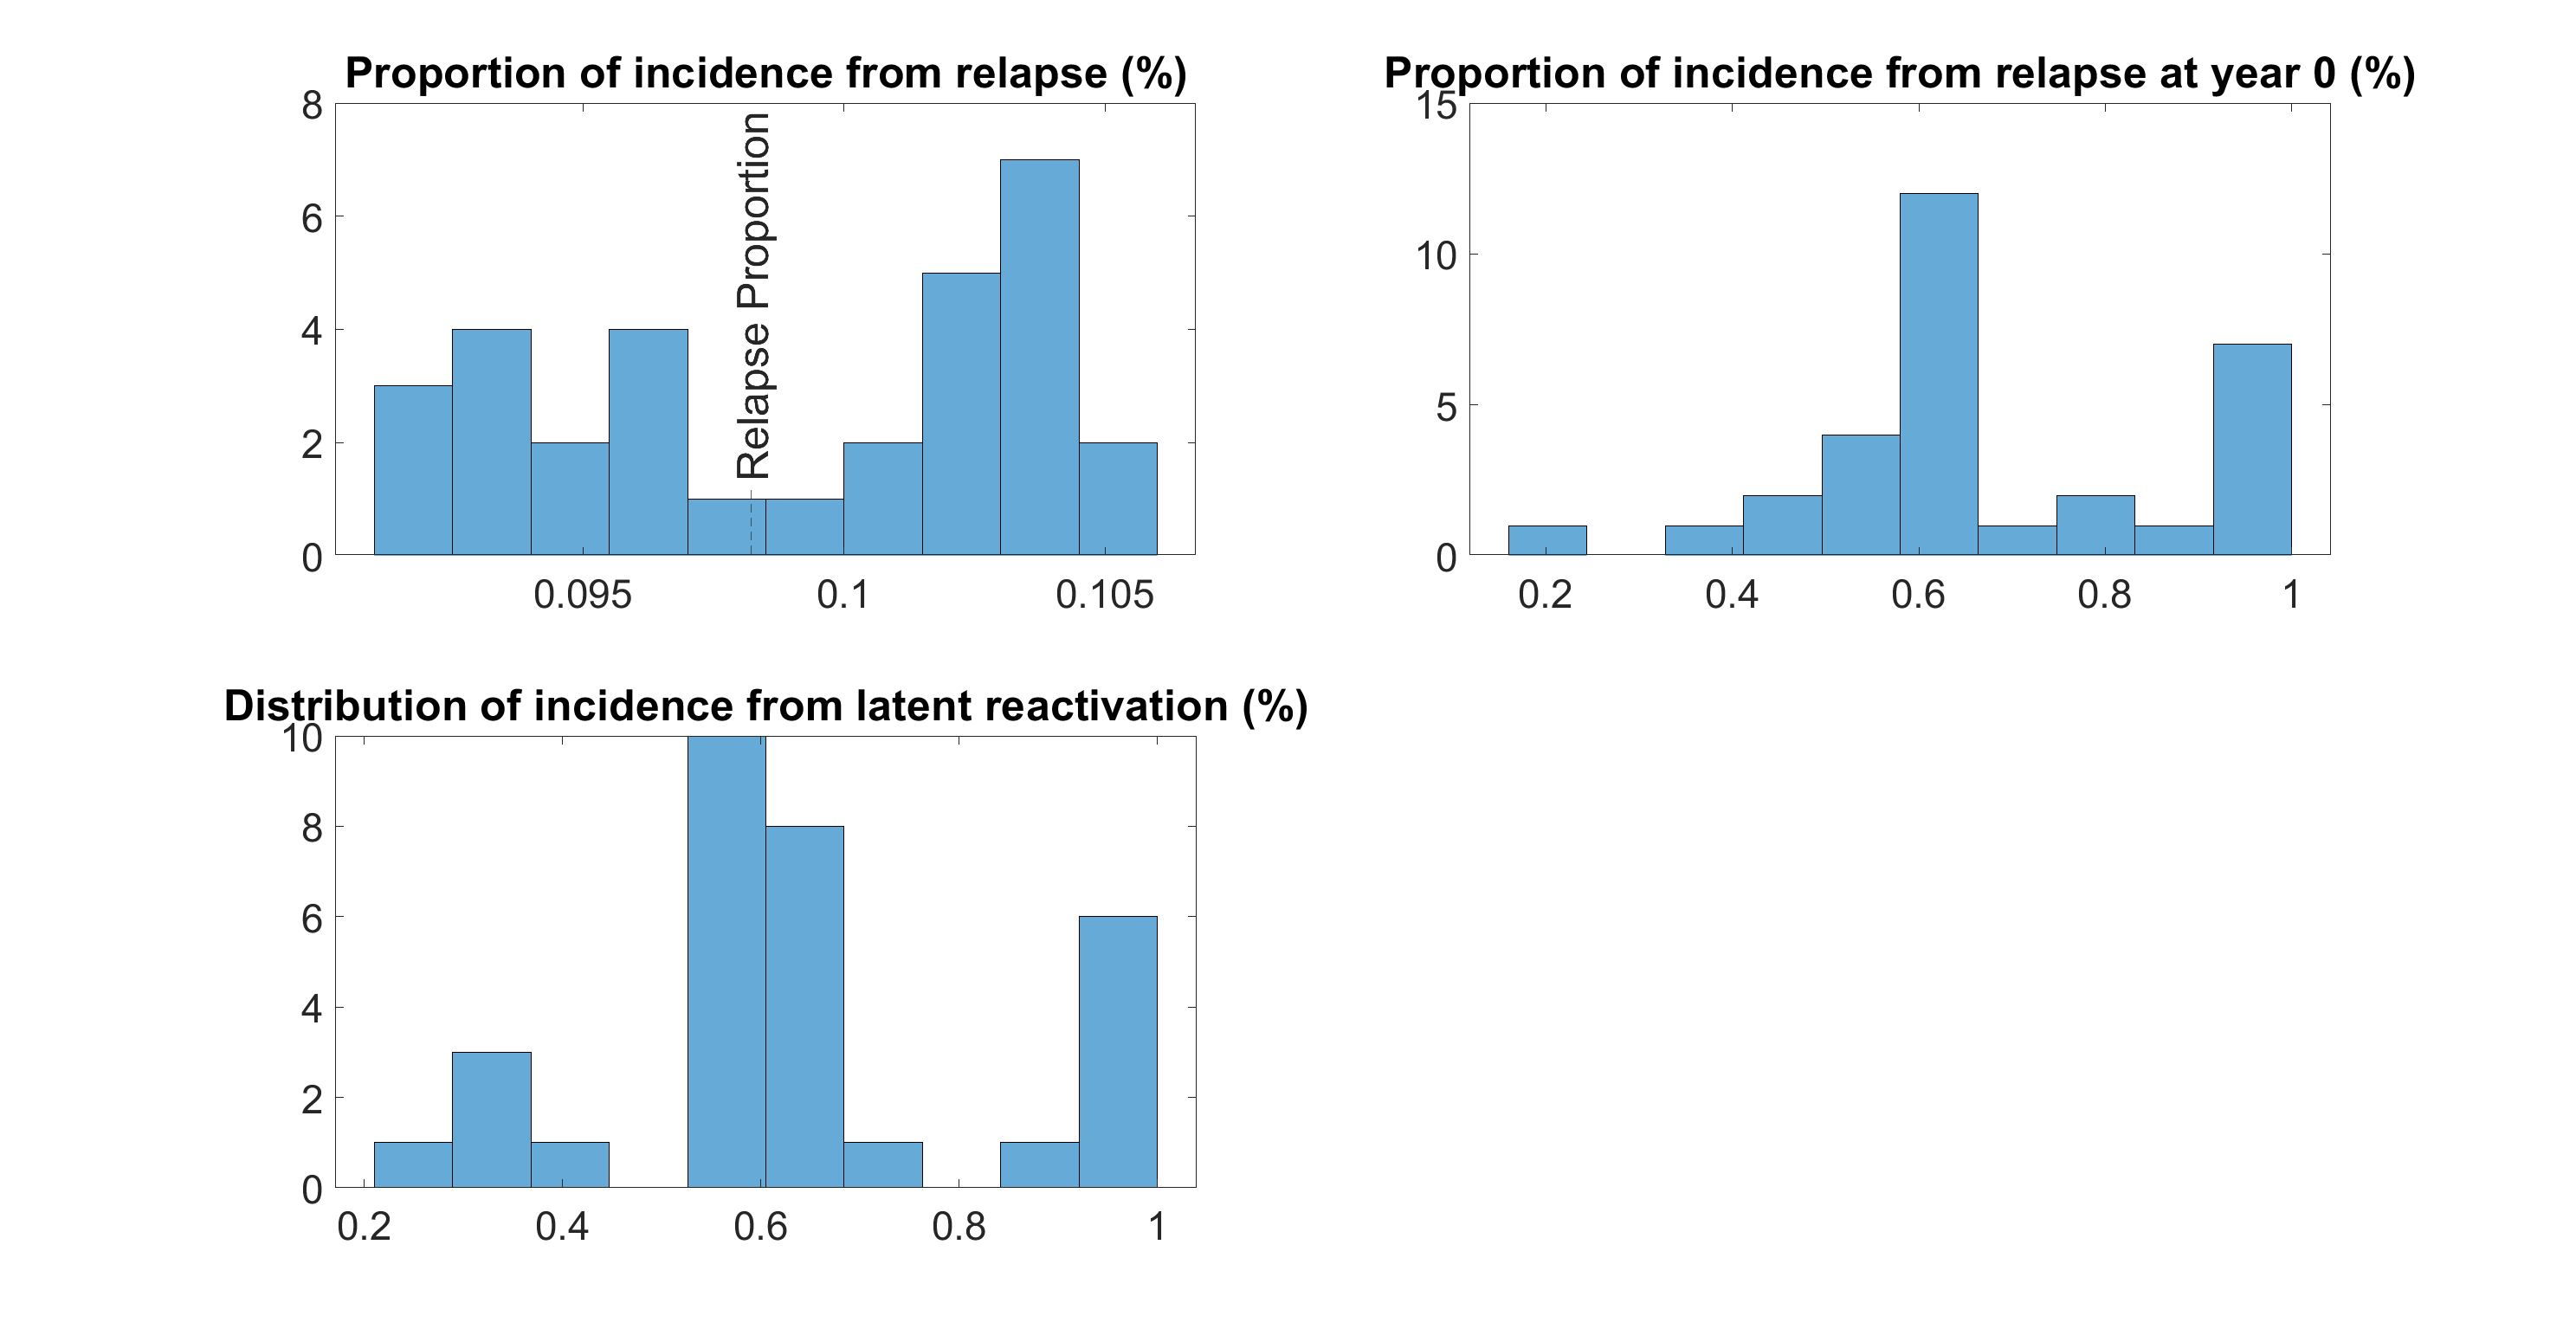 Proportion of incidence from relapse (%)
8
6
4
2
0
Relapse Proportion
0.095 0.1 0.105
Proportion of incidence from relapse at year 0 (%)
15
10
5
0
0.2 0.4 0.6 0.8 1
Distribution of incidence from latent reactivation (%)
10
8
6
4
2
0
0.2 0.4 0.6 0.8 1